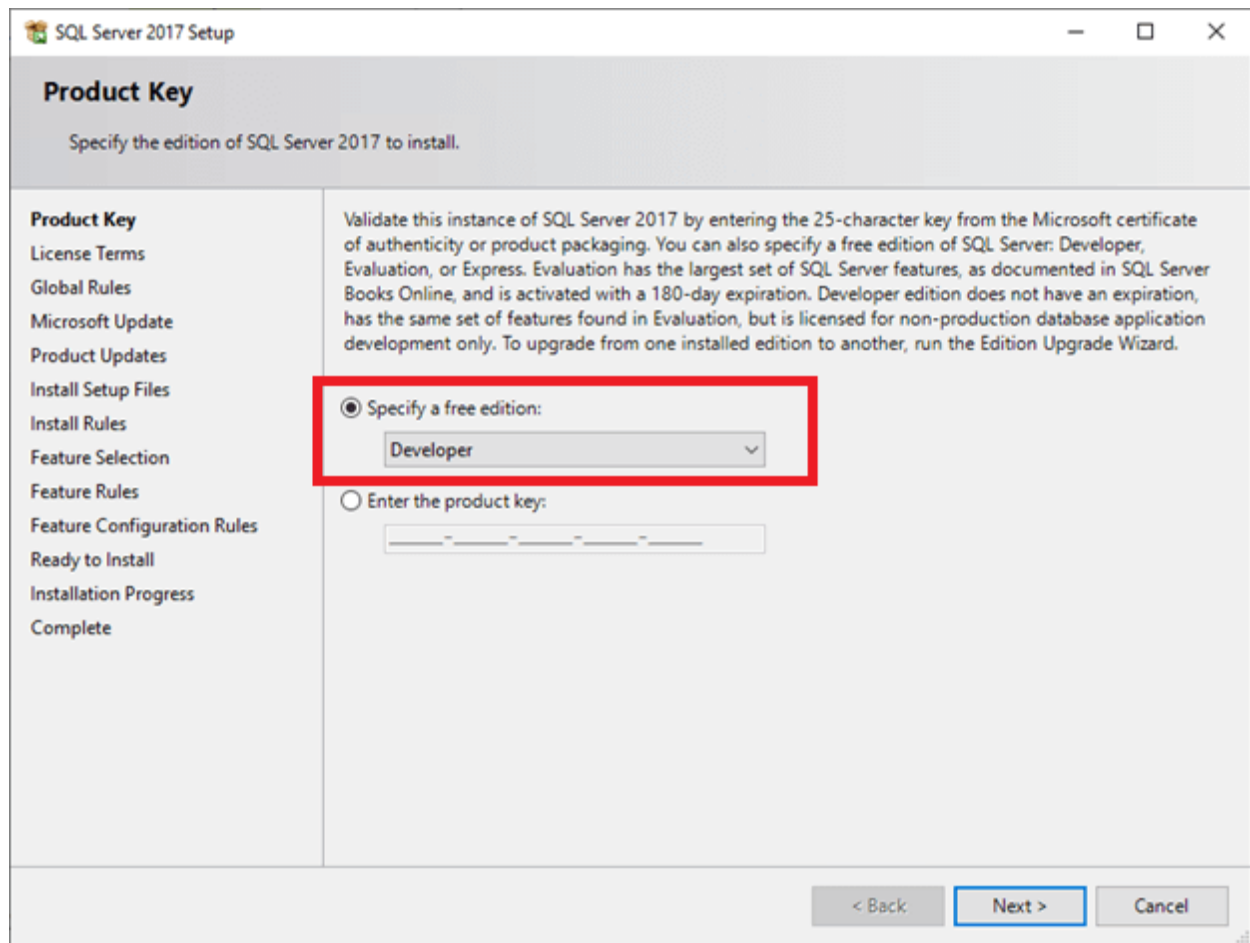 SQL Server 2017 Setup
Product Key
Specify the edition of SQL Server 2017 to install.
Product Key
License Terms
Global Rules
Microsoft Update
Product Updates
Install Setup Files
Install Rules
Feature Selection
Feature Rules
Feature Configuration Rules
Ready to Install
Installation Progress
Complete
Validate this instance of SQL Server 2017 by entering the 25-character key from the Microsoft certificate
of authenticity or product packaging. You can also specify a free edition of SQL Server: Developer,
Evaluation, or Express. Evaluation has the largest set of SQL Server features, as documented in SQL Server
Books Online, and is activated with a 180-day expiration. Developer edition does not have an expiration,
has the same set of features found in Evaluation, but is licensed for non-production database application
development only. To upgrade from one installed edition to another, run the Edition Upgrade Wizard.
Specify a free edition:
Developer
Enter the product key:
_____-_____-_____-_____-_____
< Back
Next >
Cancel